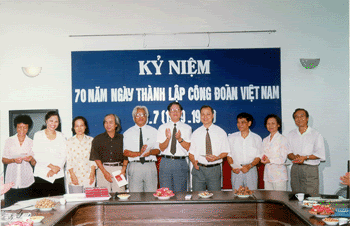 KỶ NIỆM
70 NĂM NGÀY THÀNH LẬP CÔNG ĐOÀN VIỆT NAM